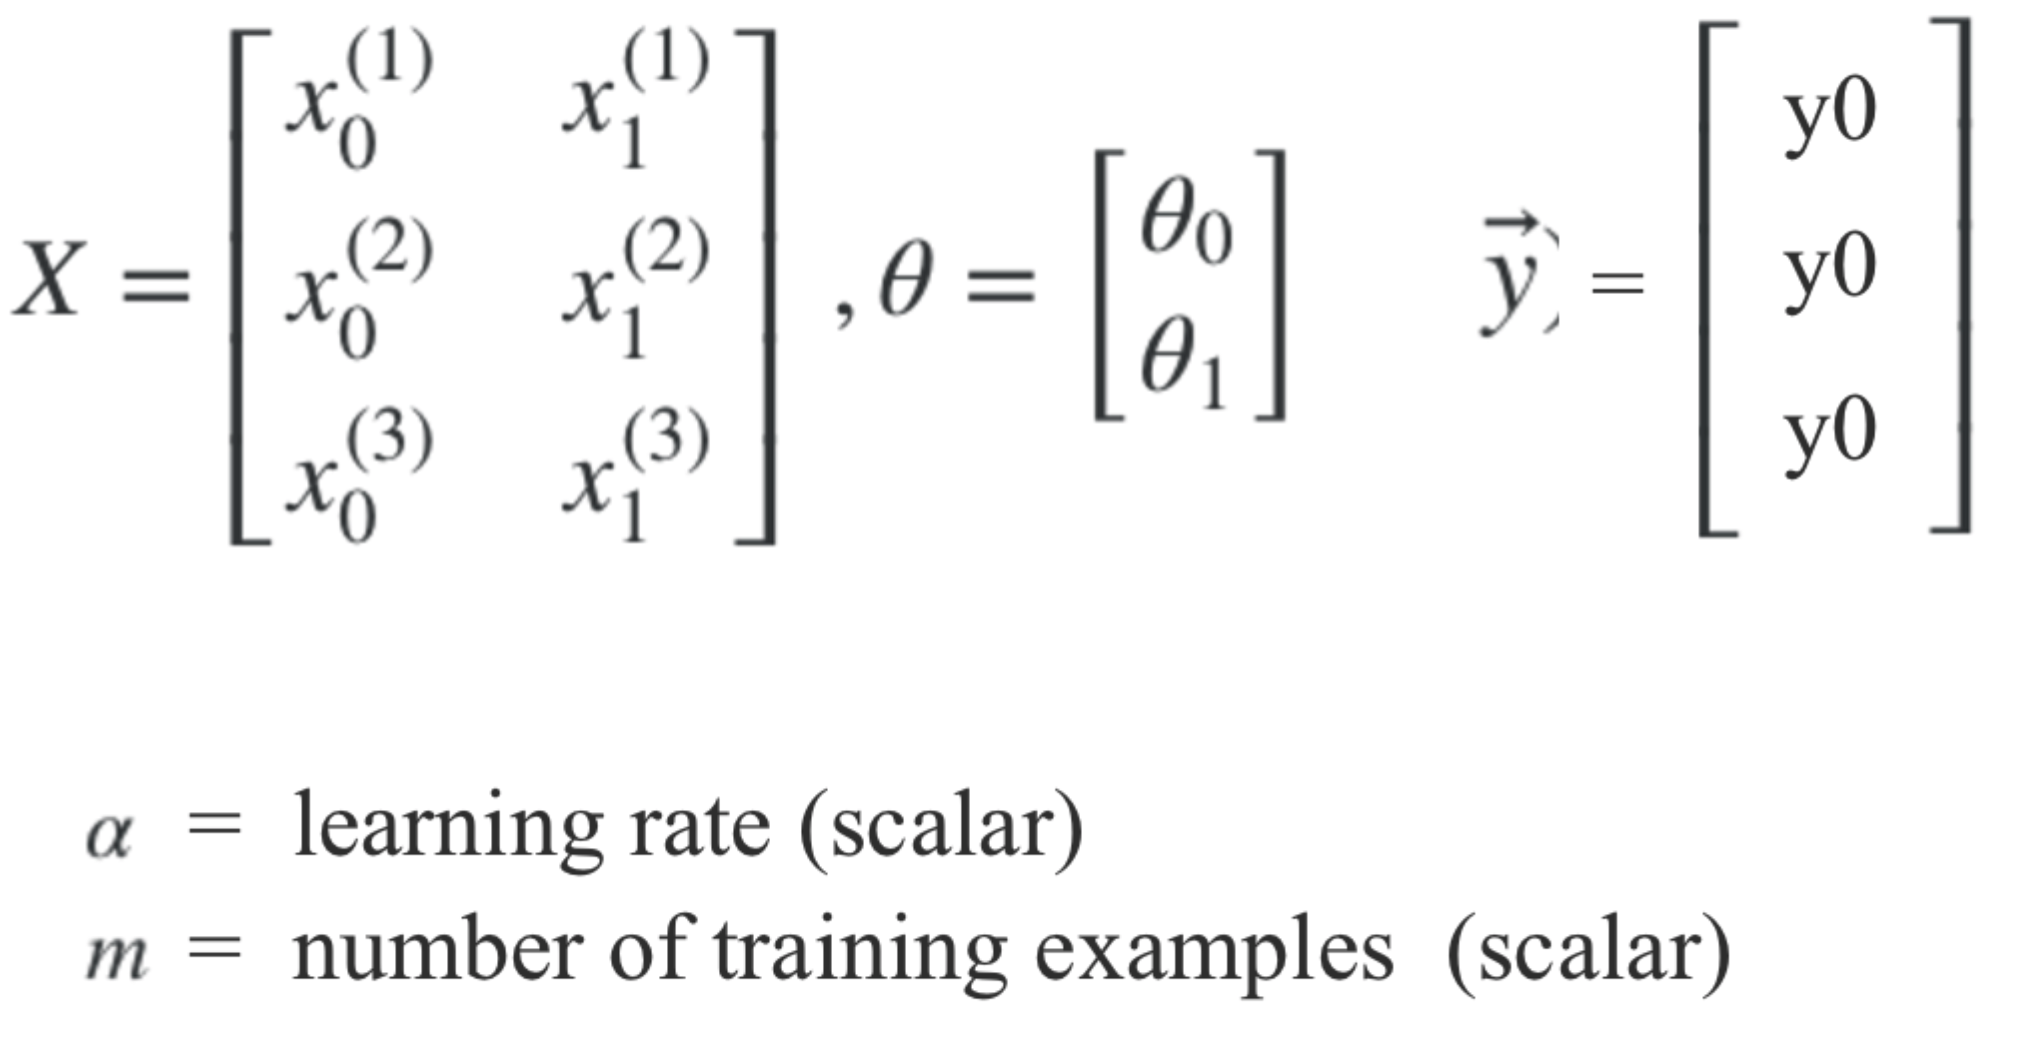 X = [ x_0^(1) x_1^(1) ; x_0^(2) x_1^(2) ; x_0^(3) x_1^(3) ] , θ = [ θ_0 ; θ_1 ] y⃗) = [ y0 ; y0 ; y0 ]
α = learning rate (scalar)
m = number of training examples (scalar)